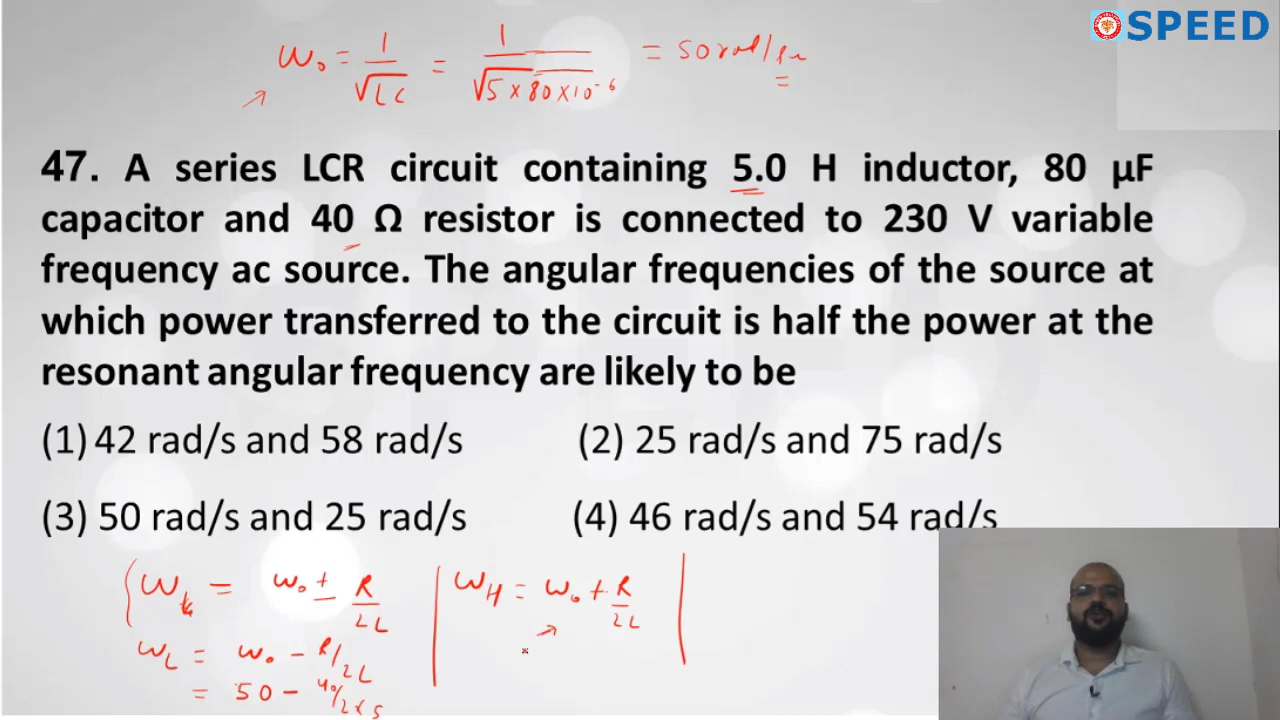 SPEED
ω₀ = 1/√LC = 1/√5×80×10⁻⁶ = 50 rad/
47. A series LCR circuit containing 5.0 H inductor, 80 μF
capacitor and 40 Ω resistor is connected to 230 V variable
frequency ac source. The angular frequencies of the source at
which power transferred to the circuit is half the power at the
resonant angular frequency are likely to be
(1) 42 rad/s and 58 rad/s (2) 25 rad/s and 75 rad/s
(3) 50 rad/s and 25 rad/s (4) 46 rad/s and 54 rad/s
ω = ω₀ ± R/2L
ω_L = ω₀ - R/2L
= 50 - 40/2×5
ω_H = ω₀ + R/2L